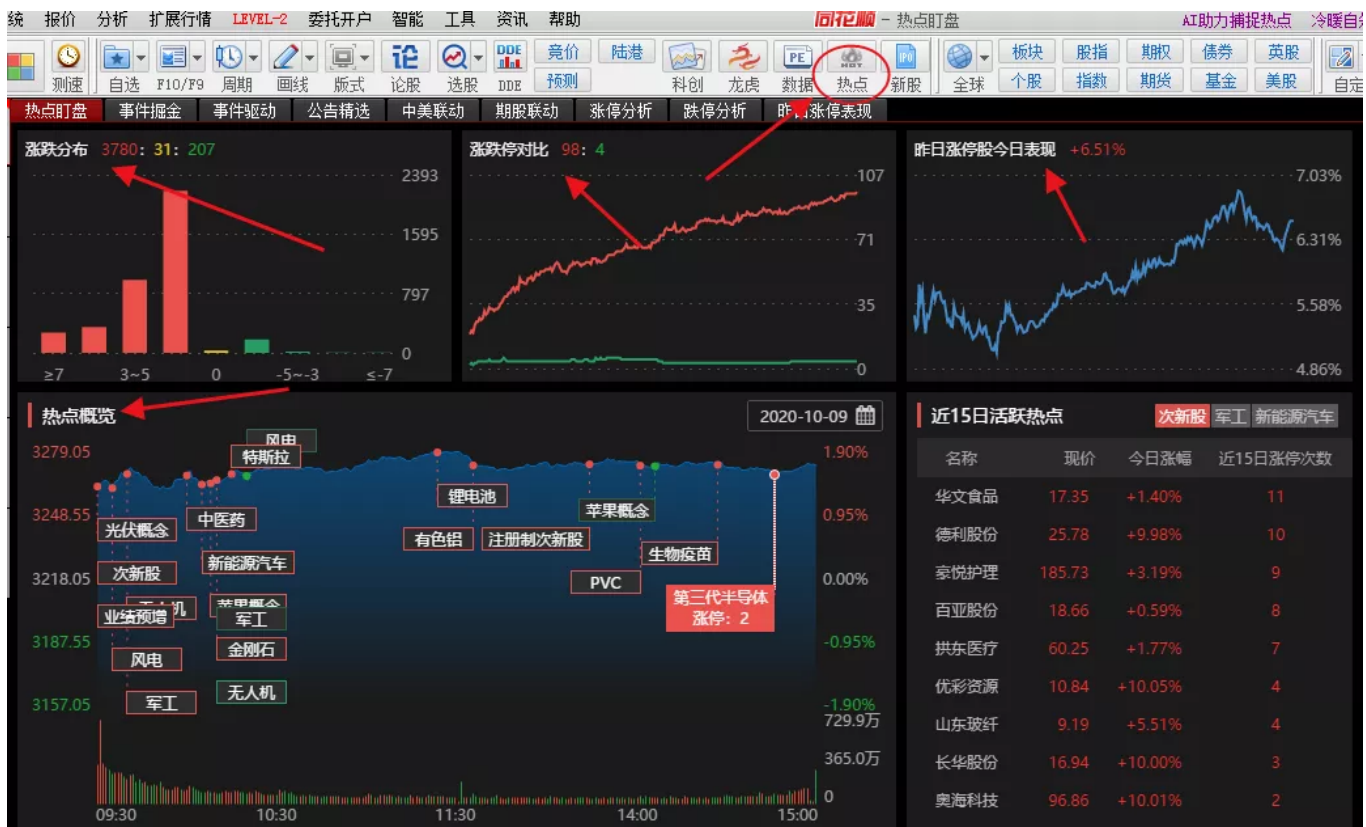 统 报价 分析 扩展行情 LEVEL-2 委托开户 智能 工具 资讯 帮助 同花顺 - 热点盯盘 AI助力捕捉热点 冷暖自
DDE 竞价 陆港 PE HOT IPO 板块 股指 期权 债券 英股
测速 自选 F10/F9 周期 画线 版式 论股 选股 DDE 预测 科创 龙虎 数据 热点 新股 全球 个股 指数 期货 基金 美股 自定
热点盯盘 事件掘金 事件驱动 公告精选 中美联动 期股联动 涨停分析 跌停分析 昨日涨停表现
涨跌分布 3780: 31: 207
2393
1595
797
0
≥7 3~5 0 -5~-3 ≤-7
涨跌停对比 98: 4
107
71
35
0
昨日涨停股今日表现 +6.51%
7.03%
6.31%
5.58%
4.86%
热点概览 2020-10-09
3279.05 1.90%
3248.55 0.95%
3218.05 0.00%
3187.55 -0.95%
3157.05 -1.90%
风电
特斯拉
锂电池
中医药
苹果概念
光伏概念
有色铝 注册制次新股
生物疫苗
新能源汽车
次新股
PVC
第三代半导体
涨停: 2
无人机 苹果概念
业绩预增 军工
金刚石
风电
无人机
军工
729.9万
365.0万
0
09:30 10:30 11:30 14:00 15:00
近15日活跃热点 次新股 军工 新能源汽车
名称 现价 今日涨幅 近15日涨停次数
华文食品 17.35 +1.40% 11
德利股份 25.78 +9.98% 10
豪悦护理 185.73 +3.19% 9
百亚股份 18.66 +0.59% 8
拱东医疗 60.25 +1.77% 7
优彩资源 10.84 +10.05% 4
山东玻纤 9.19 +5.51% 4
长华股份 16.94 +10.00% 3
奥海科技 96.86 +10.01% 2